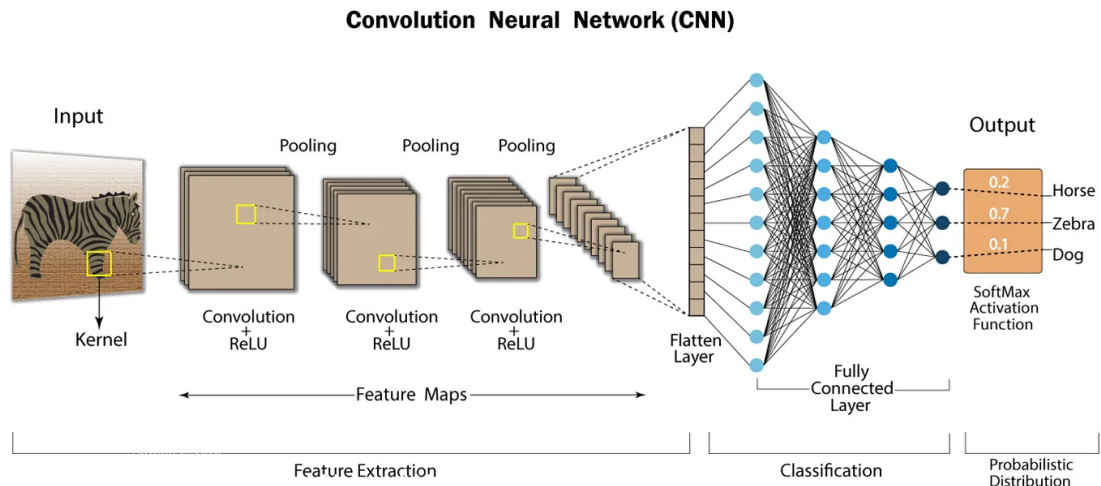 Convolution Neural Network (CNN)
Input
Kernel
Pooling
Pooling
Pooling
Convolution
+
ReLU
Convolution
+
ReLU
Convolution
+
ReLU
Feature Maps
Flatten
Layer
Fully
Connected
Layer
Output
0.2
Horse
0.7
Zebra
0.1
Dog
SoftMax
Activation
Function
Feature Extraction
Classification
Probabilistic
Distribution